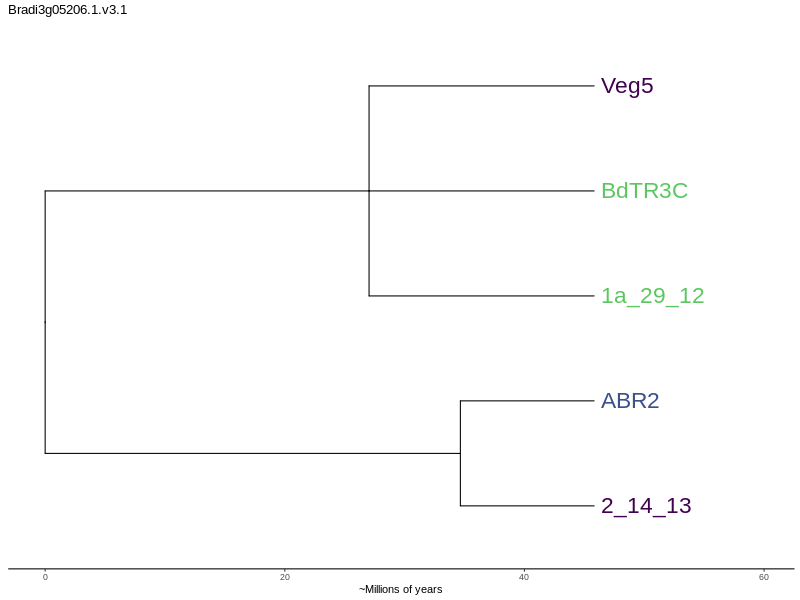 Bradi3g05206.1.v3.1
Veg5
BdTR3C
1a_29_12
ABR2
2_14_13
0 20 40 60
~Millions of years